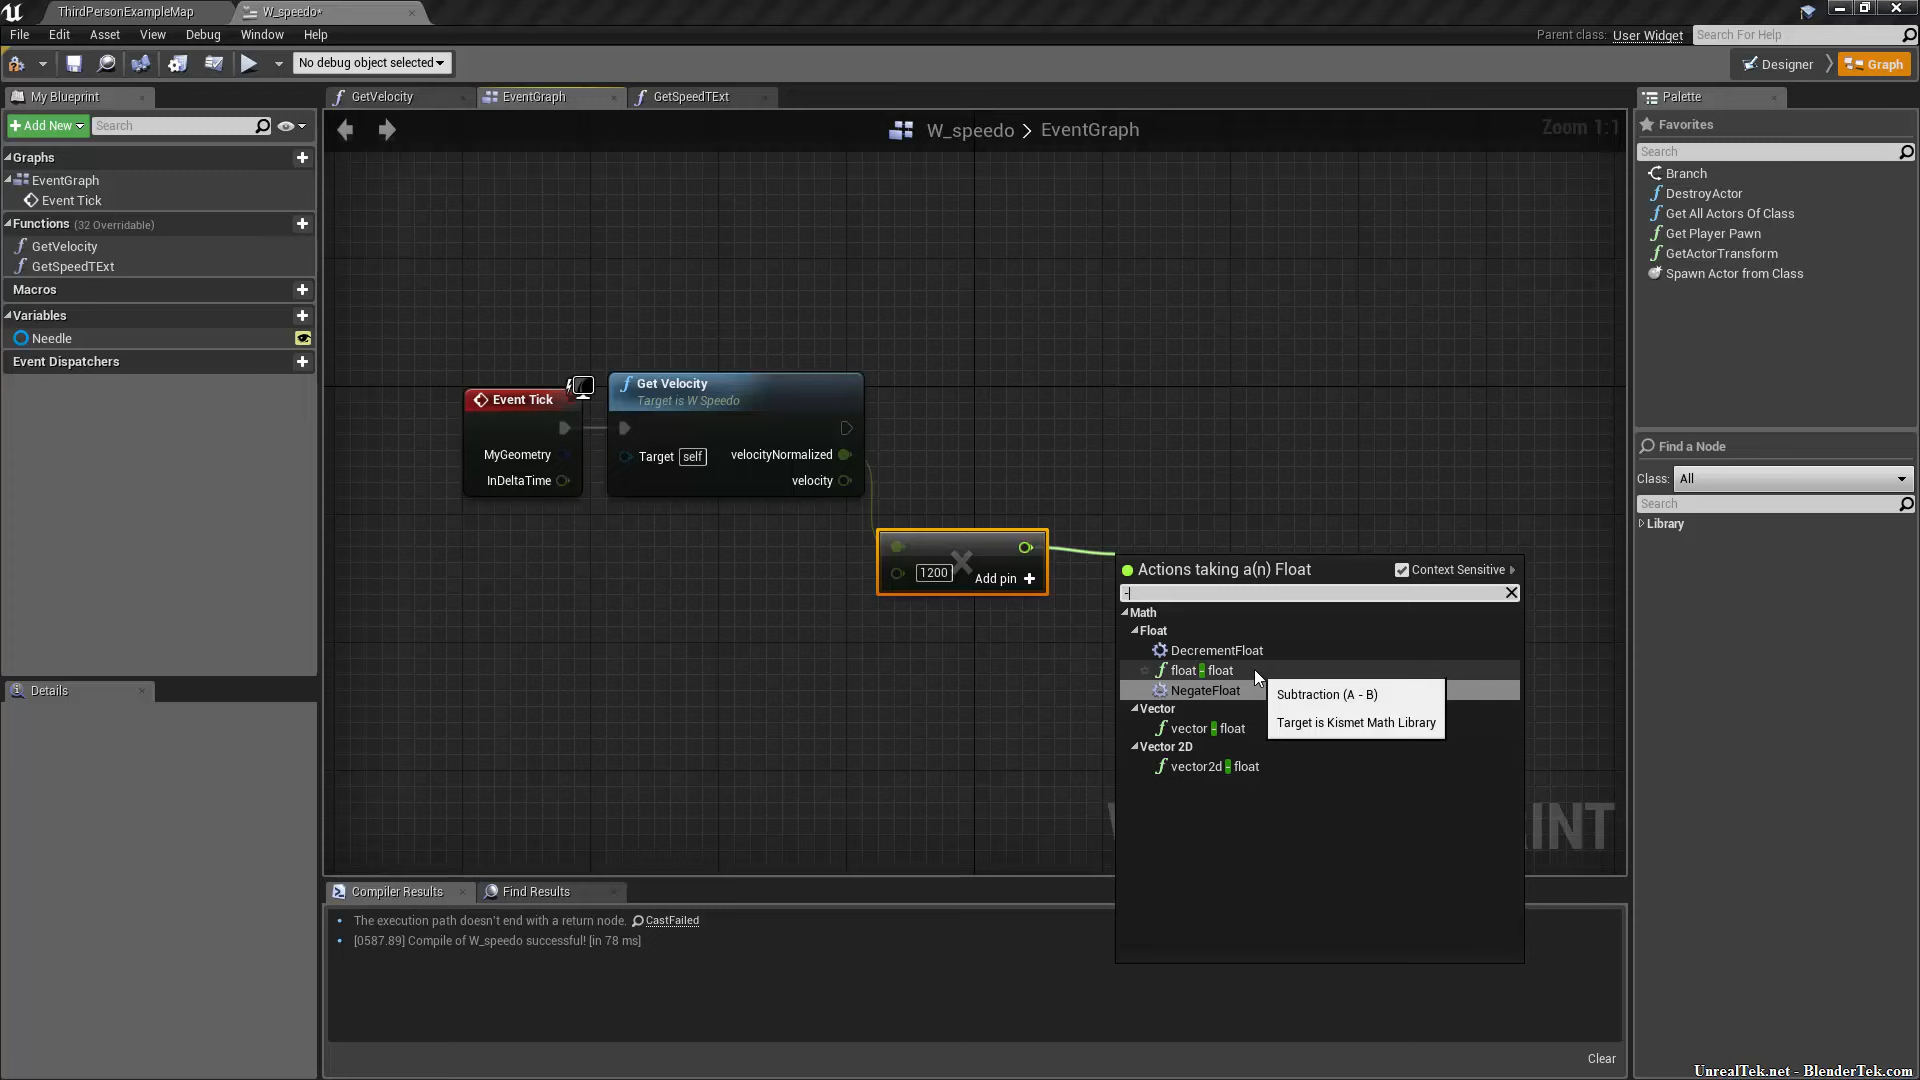 ThirdPersonExampleMap
W_speedo*
File Edit Asset View Debug Window Help
Parent class: User Widget
Search For Help
No debug object selected
Designer
Graph
My Blueprint
Add New
Search
Graphs
EventGraph
Event Tick
Functions (32 Overridable)
GetVelocity
GetSpeedTExt
Macros
Variables
Needle
Event Dispatchers
Details
GetVelocity
EventGraph
GetSpeedTExt
W_speedo > EventGraph
Zoom 1:1
Event Tick
MyGeometry
InDeltaTime
Get Velocity
Target is W Speedo
Target self
velocityNormalized
velocity
1200
Add pin +
Actions taking a(n) Float
Context Sensitive
-
Math
Float
DecrementFloat
float - float
NegateFloat
Vector
vector - float
Vector 2D
vector2d - float
Subtraction (A - B)
Target is Kismet Math Library
INT
Compiler Results
Find Results
The execution path doesn't end with a return node. CastFailed
[0587.89] Compile of W_speedo successful! [in 78 ms]
Clear
Palette
Favorites
Search
Branch
DestroyActor
Get All Actors Of Class
Get Player Pawn
GetActorTransform
Spawn Actor from Class
Find a Node
Class: All
Search
Library
UnrealTek.net - BlenderTek.com